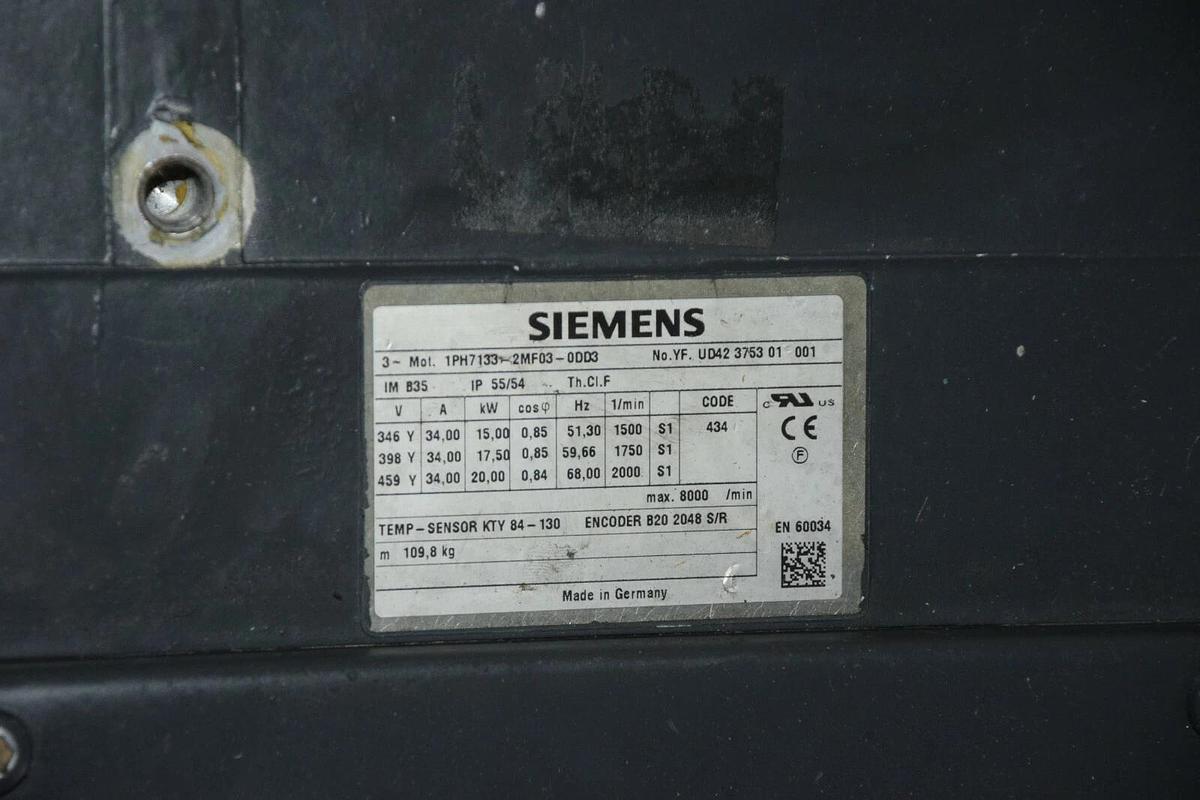 SIEMENS
3~ Mot. 1PH7133-2MF03-0DD3 No.YF. UD42 3753 01 001
IM B35 IP 55/54 Th.Cl.F
V A kW cosφ Hz 1/min CODE
346 Y 34,00 15,00 0,85 51,30 1500 S1 434
398 Y 34,00 17,50 0,85 59,66 1750 S1
459 Y 34,00 20,00 0,84 68,00 2000 S1
c RU US
CE
F
max. 8000 /min
TEMP-SENSOR KTY 84-130 ENCODER B20 2048 S/R
EN 60034
m 109,8 kg
Made in Germany